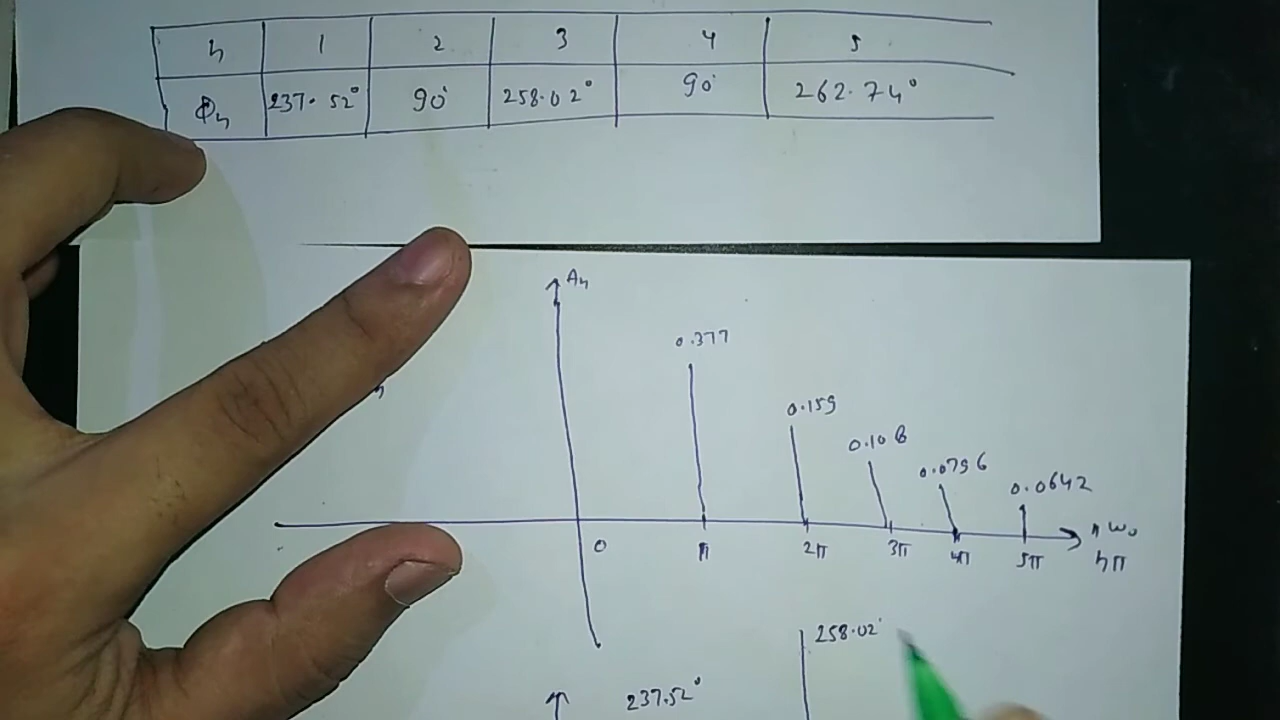 n 1 2 3 4 5
Φn 237.52° 90° 258.02° 90° 262.74°
An
0.377
0.159
0.108
0.0796
0.0642
0 π 2π 3π 4π 5π nω₀
nπ
258.02°
237.52°